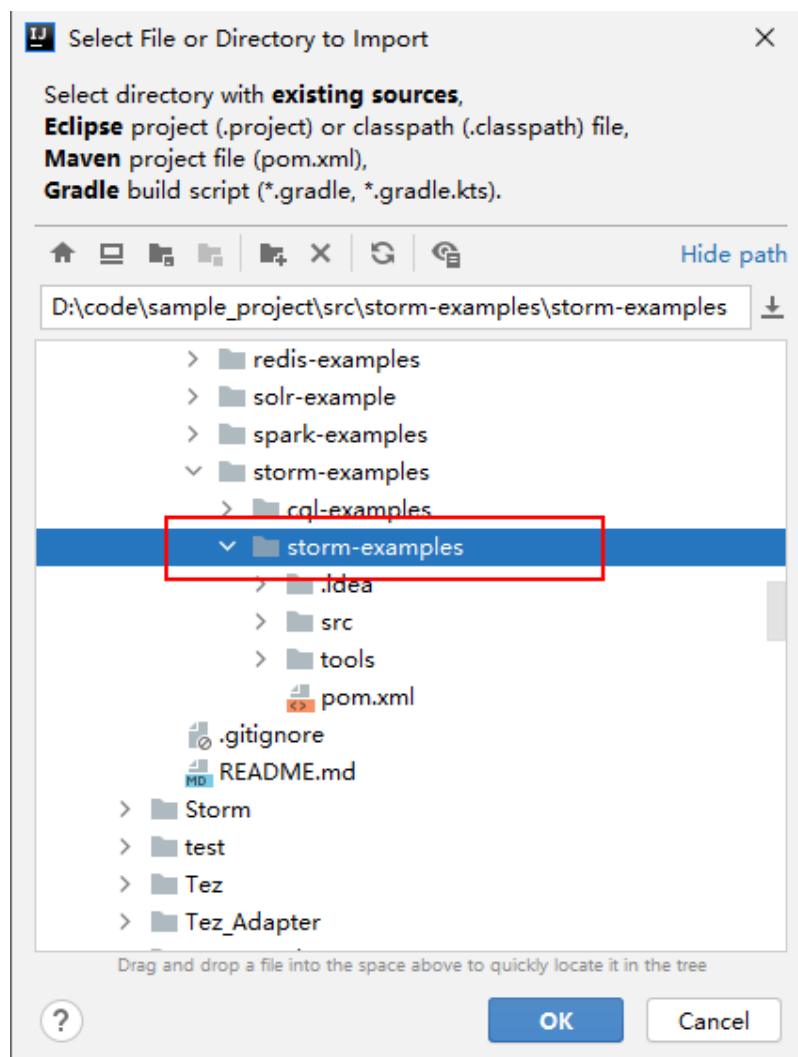 IJ Select File or Directory to Import
Select directory with existing sources,
Eclipse project (.project) or classpath (.classpath) file,
Maven project file (pom.xml),
Gradle build script (*.gradle, *.gradle.kts).
Hide path
D:\code\sample_project\src\storm-examples\storm-examples
redis-examples
solr-example
spark-examples
storm-examples
cql-examples
storm-examples
.idea
src
tools
pom.xml
.gitignore
MD README.md
Storm
test
Tez
Tez_Adapter
Drag and drop a file into the space above to quickly locate it in the tree
? OK Cancel